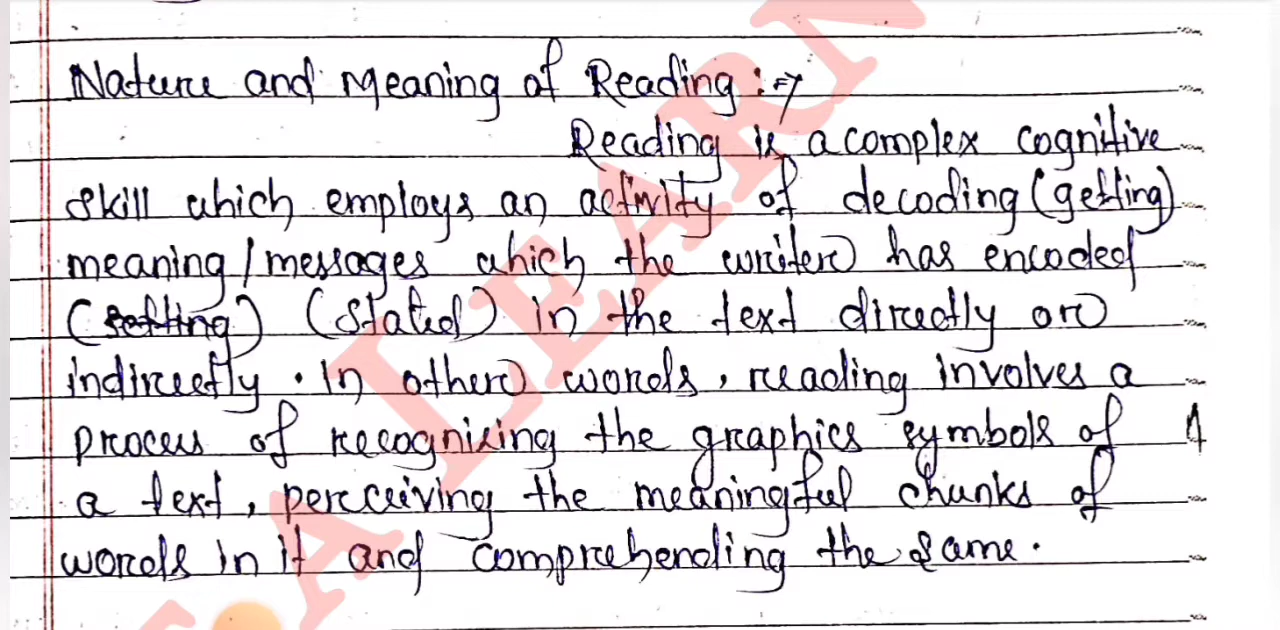 Nature and Meaning of Reading :-
Reading is a complex cognitive
skill which employs an activity of decoding (getting)
meaning / messages which the writer has encoded
(setting) (stated) in the text directly or
indirectly. In other words, reading involves a
process of recognizing the graphics symbols of
a text, perceiving the meaningful chunks of
words in it and comprehending the same.
LEARN